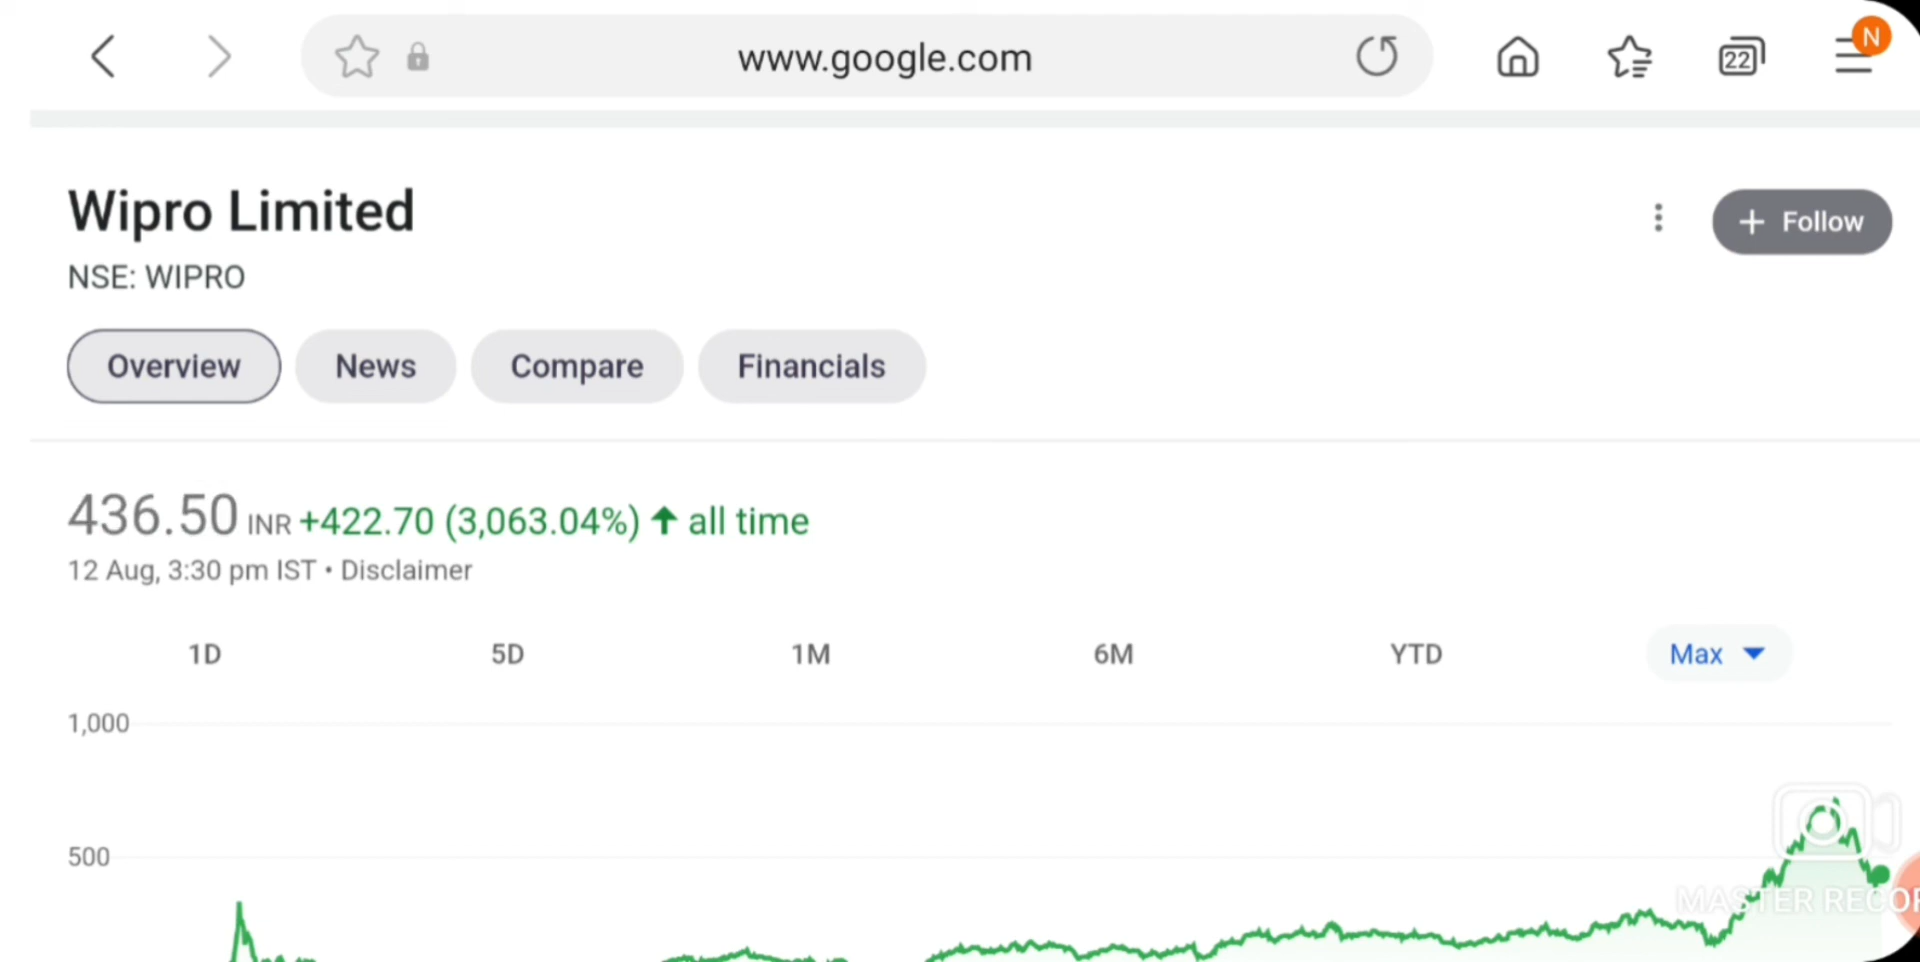 www.google.com
22
N
Wipro Limited
NSE: WIPRO
+ Follow
Overview
News
Compare
Financials
436.50 INR +422.70 (3,063.04%) ↑ all time
12 Aug, 3:30 pm IST • Disclaimer
1D
5D
1M
6M
YTD
Max
1,000
500
MASTER RECOR